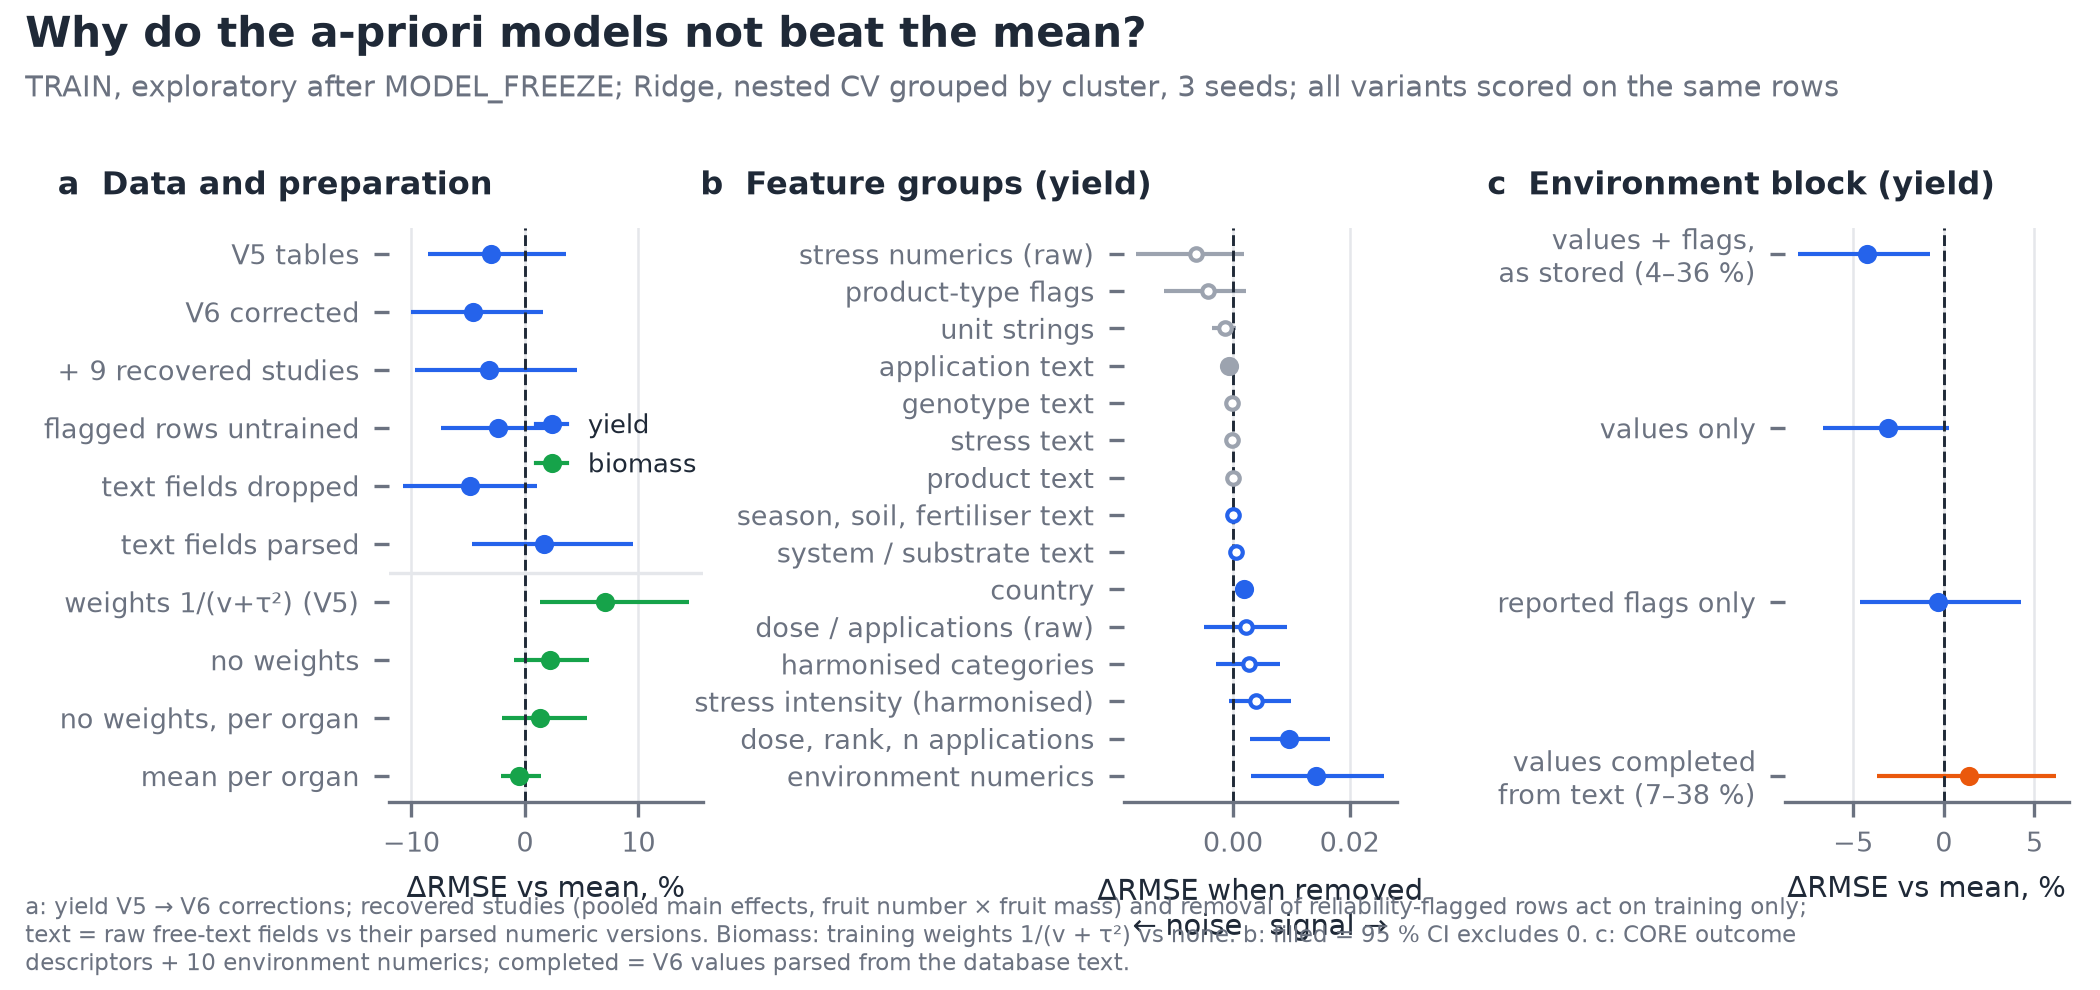 Why do the a-priori models not beat the mean?
TRAIN, exploratory after MODEL_FREEZE; Ridge, nested CV grouped by cluster, 3 seeds; all variants scored on the same rows
a Data and preparation
V5 tables
V6 corrected
+ 9 recovered studies
flagged rows untrained
text fields dropped
text fields parsed
weights 1/(v+τ²) (V5)
no weights
no weights, per organ
mean per organ
yield
biomass
−10 0 10
ΔRMSE vs mean, %
b Feature groups (yield)
stress numerics (raw)
product-type flags
unit strings
application text
genotype text
stress text
product text
season, soil, fertiliser text
system / substrate text
country
dose / applications (raw)
harmonised categories
stress intensity (harmonised)
dose, rank, n applications
environment numerics
0.00 0.02
ΔRMSE when removed
← noise signal →
c Environment block (yield)
values + flags,
as stored (4–36 %)
values only
reported flags only
values completed
from text (7–38 %)
−5 0 5
ΔRMSE vs mean, %
a: yield V5 → V6 corrections; recovered studies (pooled main effects, fruit number × fruit mass) and removal of reliability-flagged rows act on training only;
text = raw free-text fields vs their parsed numeric versions. Biomass: training weights 1/(v + τ²) vs none. b: filled = 95 % CI excludes 0. c: CORE outcome
descriptors + 10 environment numerics; completed = V6 values parsed from the database text.